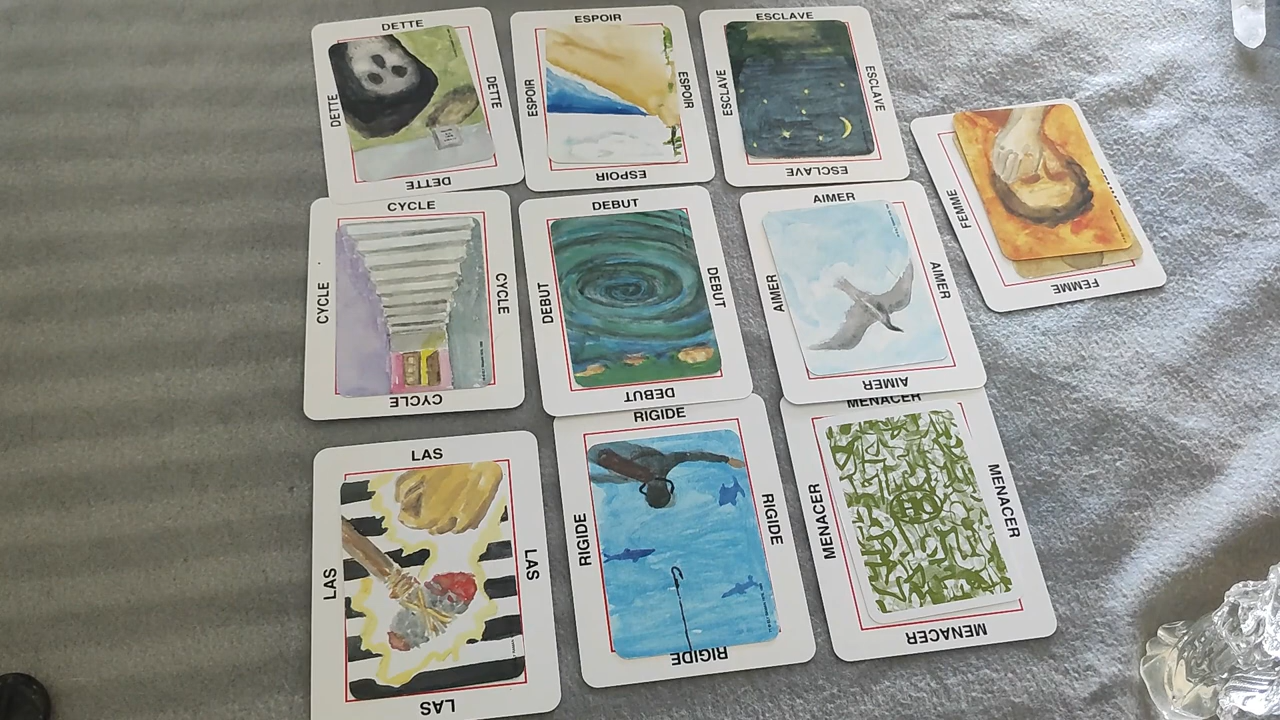 DETTE
DETTE
DETTE
DETTE
ESPOIR
ESPOIR
ESPOIR
ESPOIR
ESCLAVE
ESCLAVE
ESCLAVE
ESCLAVE
FEMME
FEMME
CYCLE
CYCLE
CYCLE
CYCLE
DEBUT
DEBUT
DEBUT
DEBUT
AIMER
AIMER
AIMER
AIMER
LAS
LAS
LAS
LAS
RIGIDE
RIGIDE
RIGIDE
RIGIDE
MENACER
MENACER
MENACER
MENACER